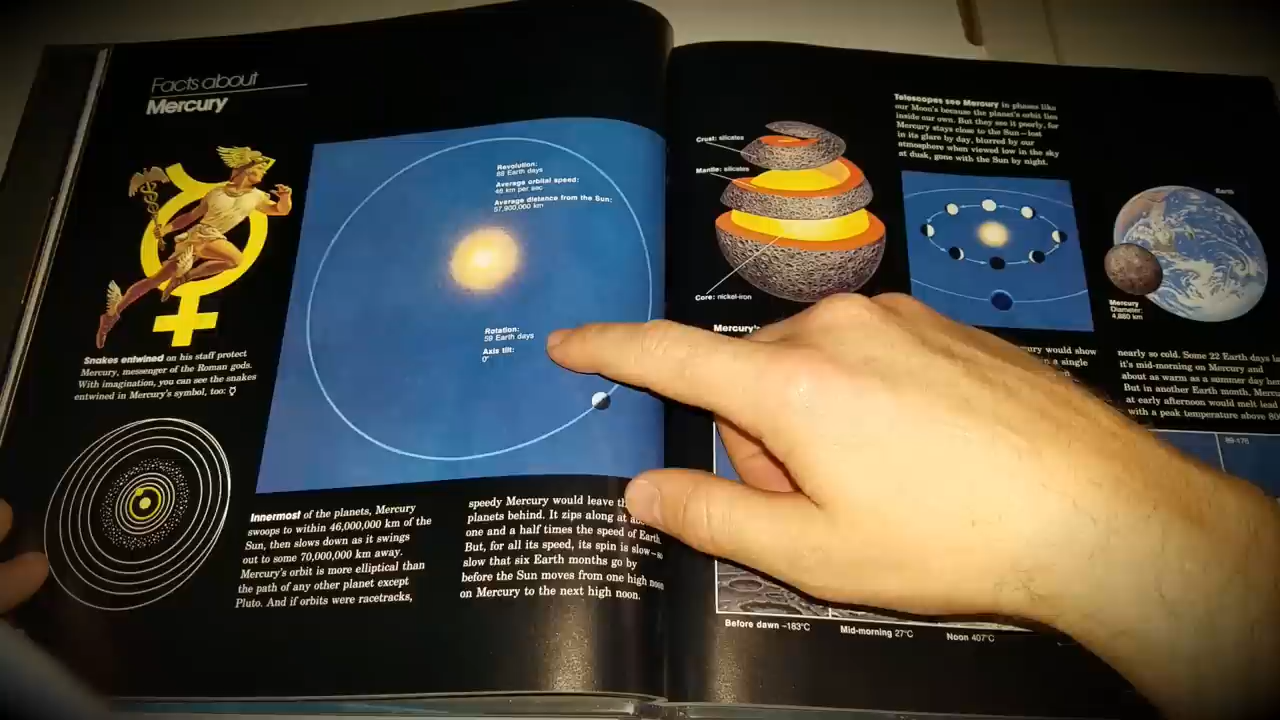 Facts about
Mercury
Snakes entwined on his staff protect
Mercury, messenger of the Roman gods.
With imagination, you can see the snakes
entwined in Mercury's symbol, too: ☿
Revolution:
88 Earth days
Average orbital speed:
48 km per sec
Average distance from the Sun:
57,900,000 km
Rotation:
59 Earth days
Axis tilt:
0°
Innermost of the planets, Mercury
swoops to within 46,000,000 km of the
Sun, then slows down as it swings
out to some 70,000,000 km away.
Mercury's orbit is more elliptical than
the path of any other planet except
Pluto. And if orbits were racetracks,
speedy Mercury would leave
planets behind. It zips along at
one and a half times the speed of Earth.
But, for all its spin is slow—so
slow that six Earth months go by
before the Sun moves from one high noon
on Mercury to the next high noon.
Crust: silicates
Mantle: silicates
Core: nickel-iron
Telescopes see Mercury in phases like
our Moon's because the planet's orbit lies
inside our own. But they see it poorly, for
Mercury stays close to the Sun—lost
in its glare by day, blurred by our
atmosphere when viewed low in the sky
at dusk, gone with the Sun by night.
Earth
Mercury
Diameter:
4,880 km
Mercury's
would show
a single
nearly so cold. Some 22 Earth days
it's mid-morning on Mercury and
about as warm as a summer day
But in another Earth month, Mercury
at early afternoon would melt lead
with a peak temperature above
Before dawn –183°C
Mid-morning 27°C
Noon 407°C